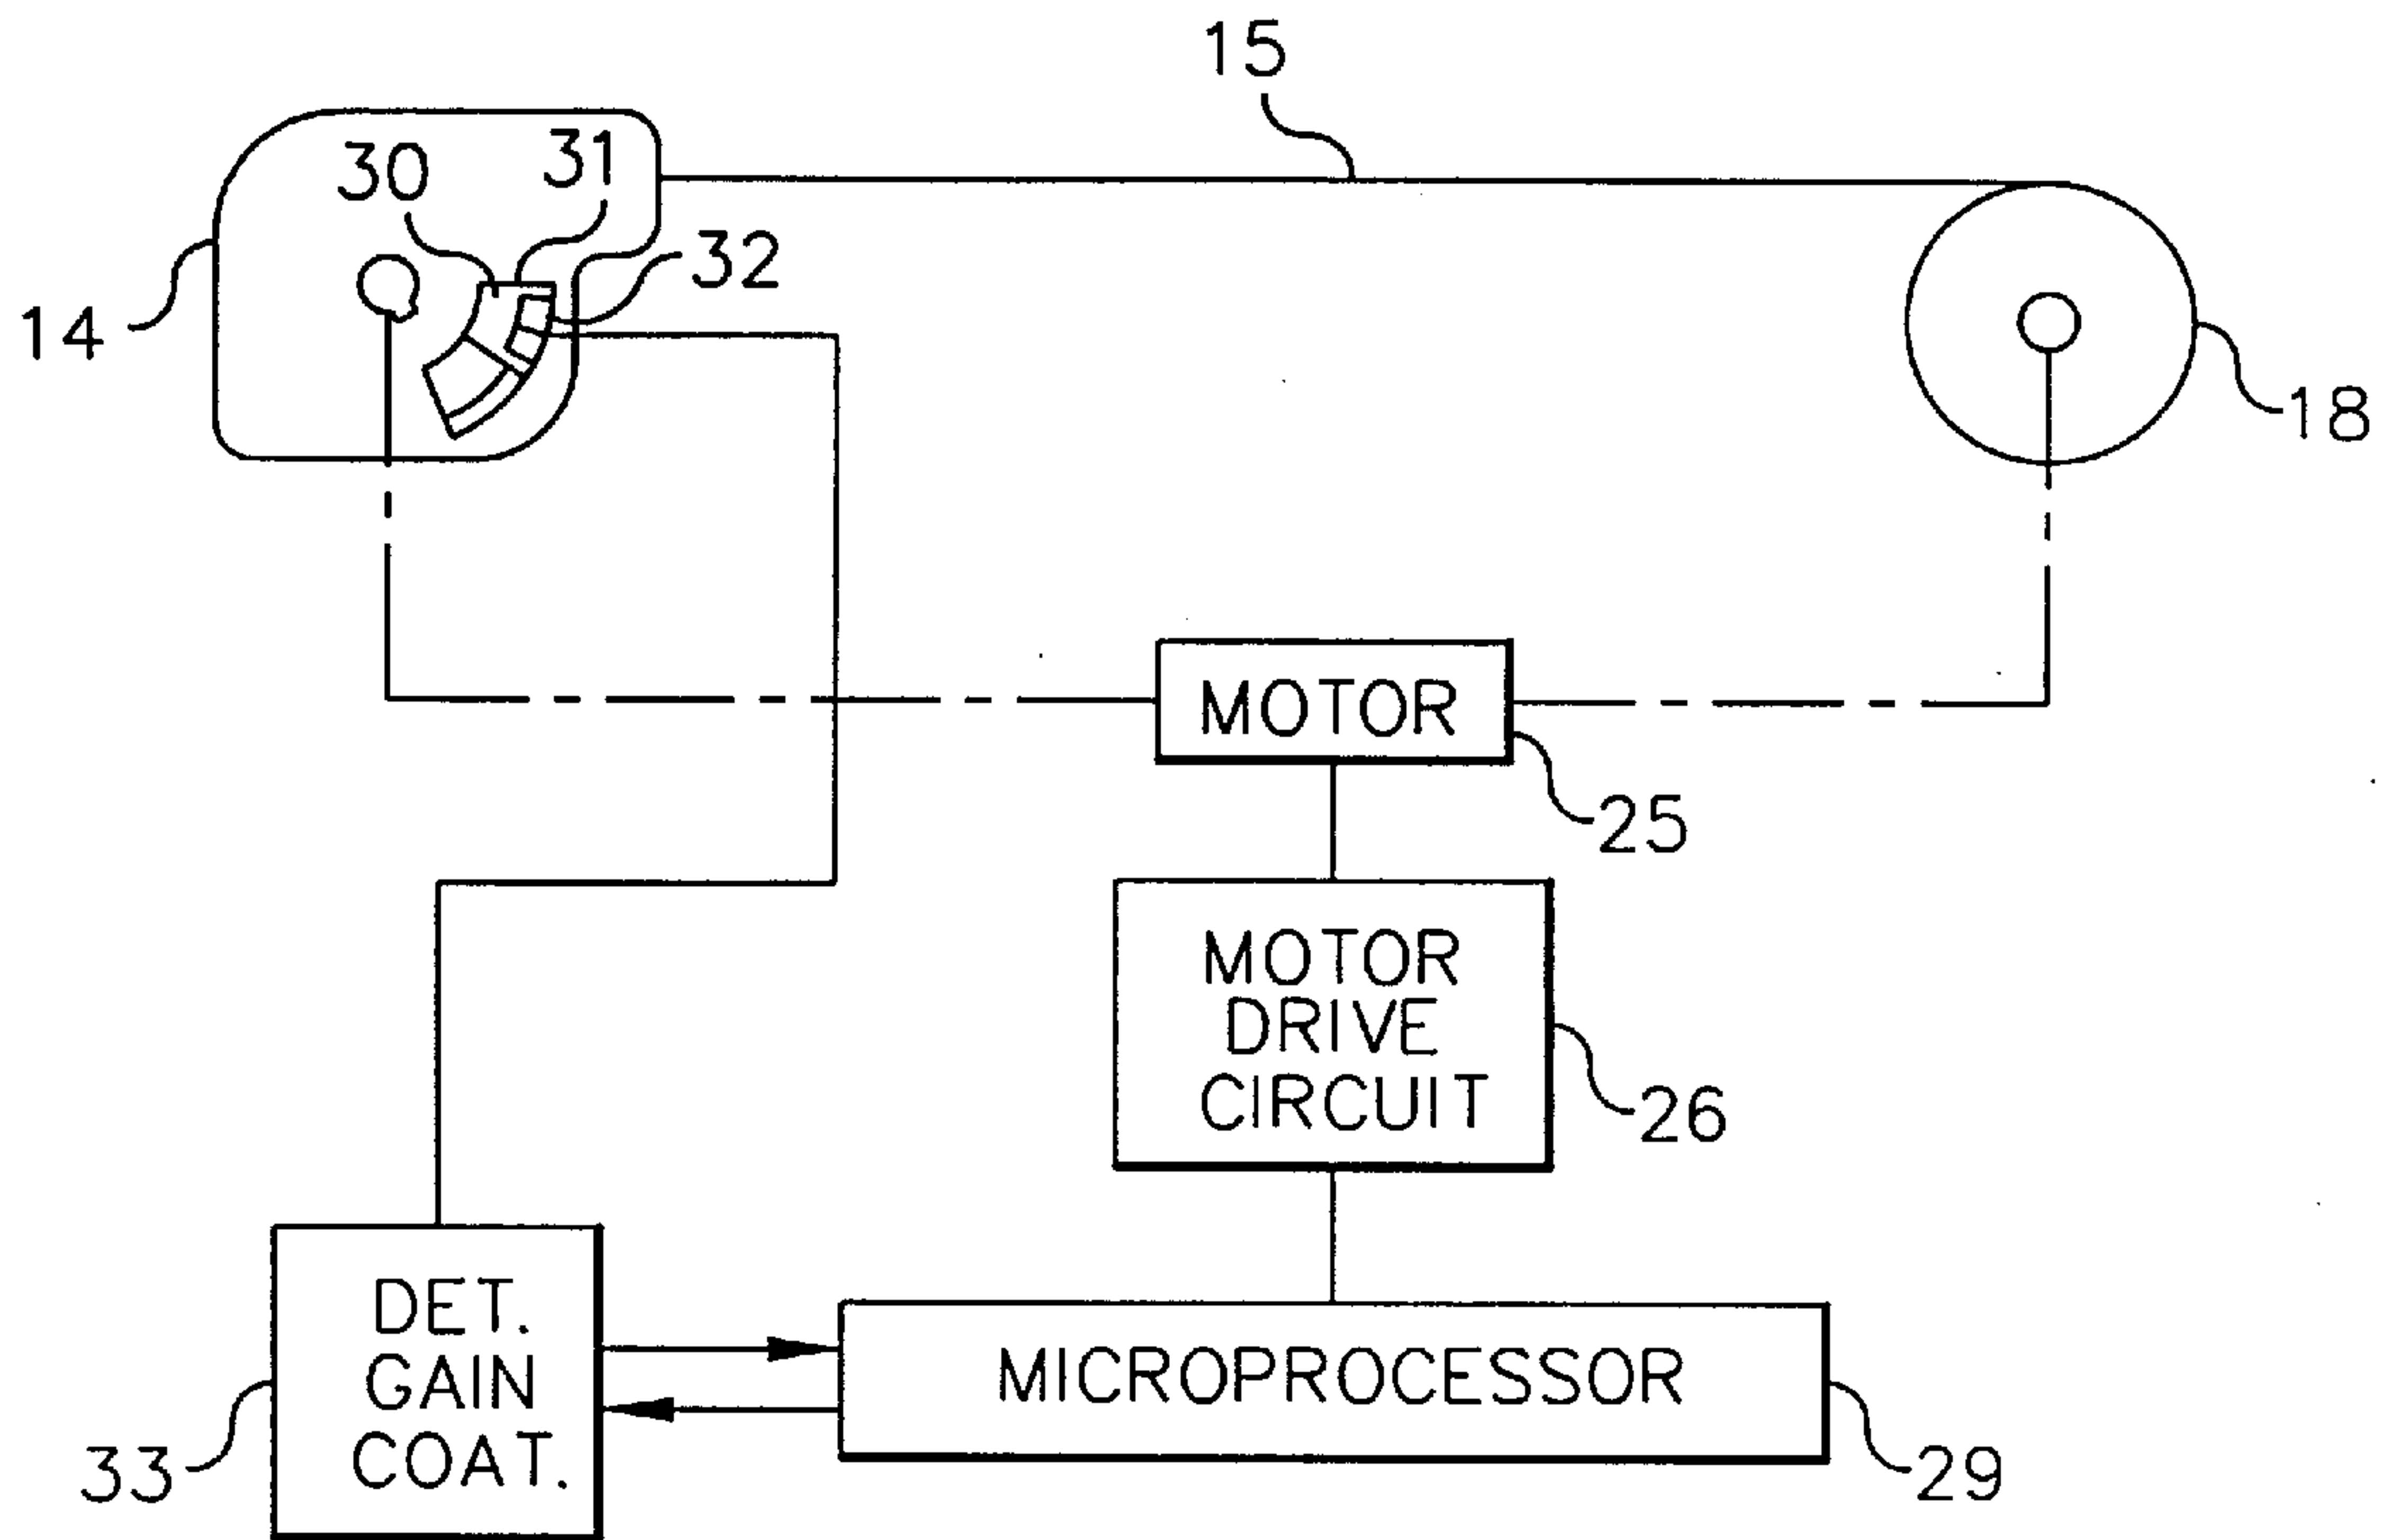 15
30
31
32
14
18
MOTOR
25
MOTOR
DRIVE
CIRCUIT
26
DET.
GAIN
COAT.
33
MICROPROCESSOR
29